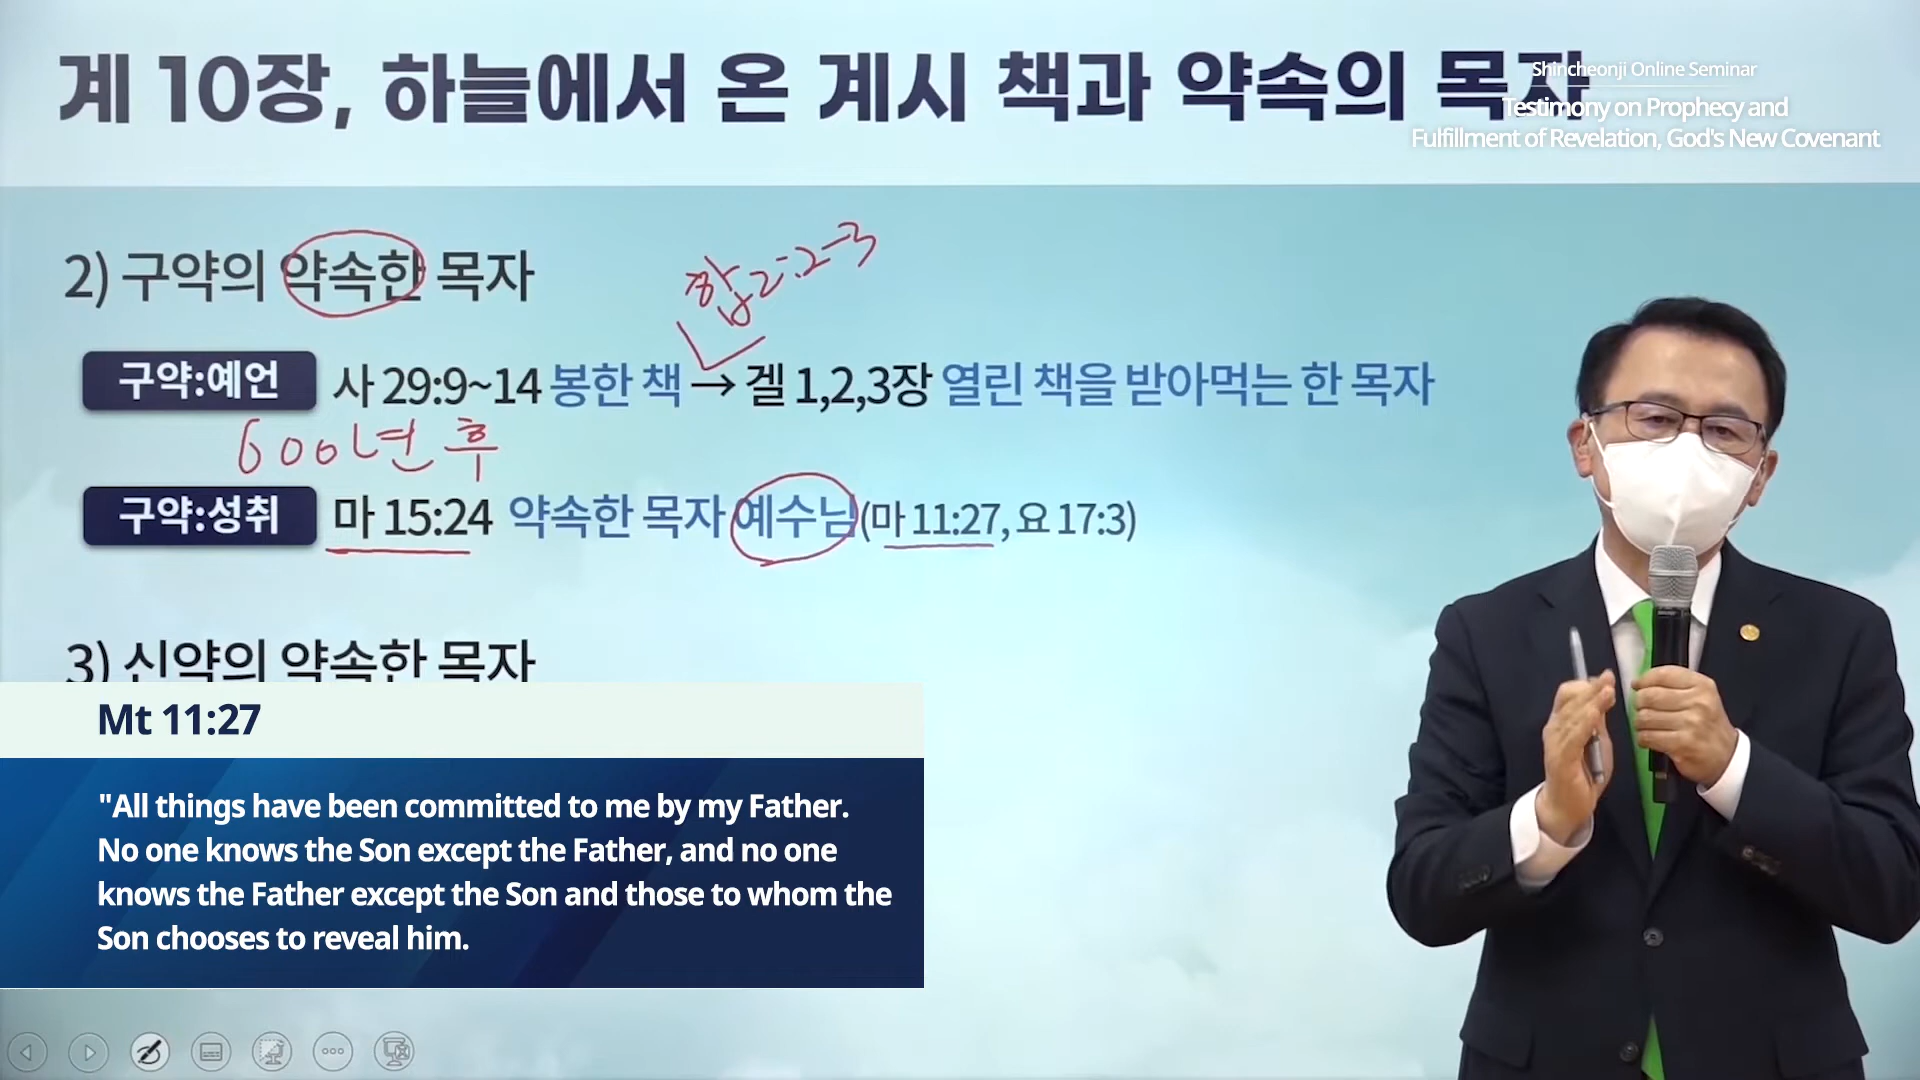 계 10장, 하늘에서 온 계시 책과 약속의 목자
Shincheonji Online Seminar
Testimony on Prophecy and
Fulfillment of Revelation, God's New Covenant
2) 구약의 약속한 목자
합 2:2-3
구약:예언 사 29:9~14 봉한 책 → 겔 1,2,3장 열린 책을 받아먹는 한 목자
600년 후
구약:성취 마 15:24 약속한 목자 예수님(마 11:27, 요 17:3)
3) 신약의 약속한 목자
Mt 11:27
"All things have been committed to me by my Father.
No one knows the Son except the Father, and no one
knows the Father except the Son and those to whom the
Son chooses to reveal him.